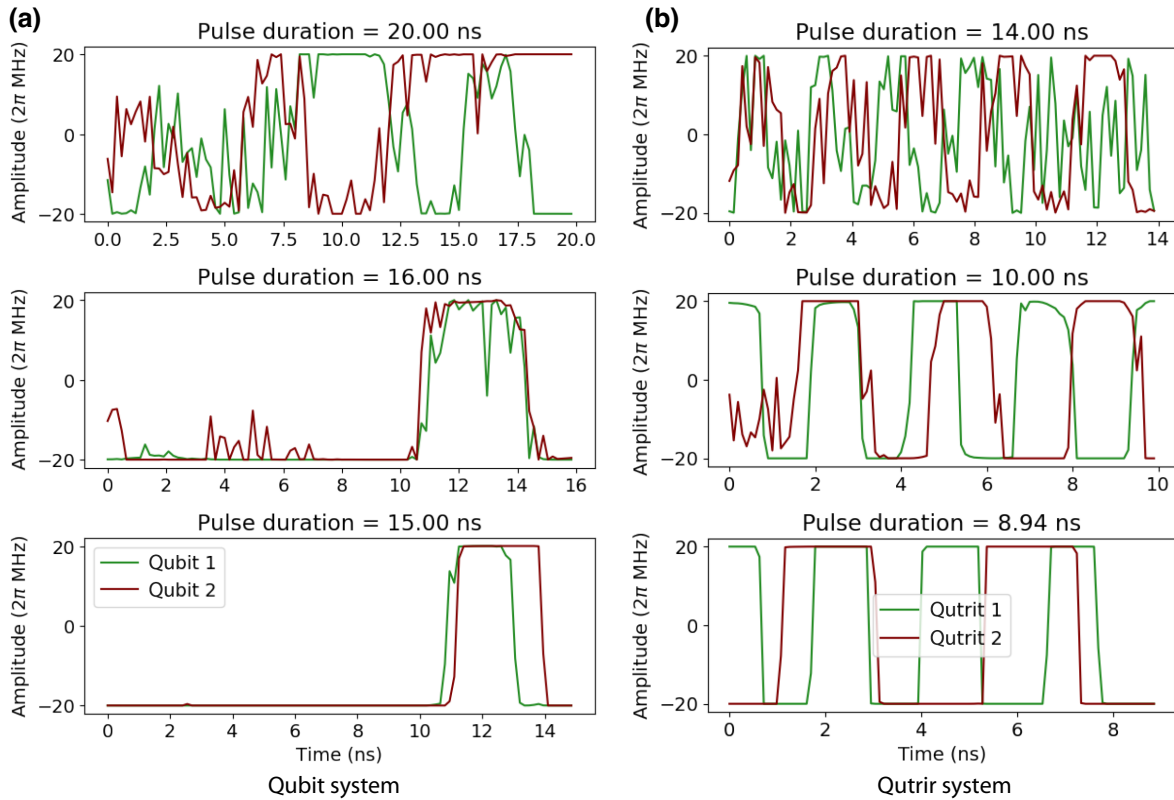 (a)
Pulse duration = 20.00 ns
Amplitude (2π MHz)
20
0
−20
0.0 2.5 5.0 7.5 10.0 12.5 15.0 17.5 20.0
Pulse duration = 16.00 ns
Amplitude (2π MHz)
20
0
−20
0 2 4 6 8 10 12 14 16
Pulse duration = 15.00 ns
Amplitude (2π MHz)
20
0
−20
Qubit 1
Qubit 2
0 2 4 6 8 10 12 14
Time (ns)
Qubit system
(b)
Pulse duration = 14.00 ns
Amplitude (2π MHz)
20
0
−20
0 2 4 6 8 10 12 14
Pulse duration = 10.00 ns
Amplitude (2π MHz)
20
0
−20
0 2 4 6 8 10
Pulse duration = 8.94 ns
Amplitude (2π MHz)
20
0
−20
Qutrit 1
Qutrit 2
0 2 4 6 8
Time (ns)
Qutrir system